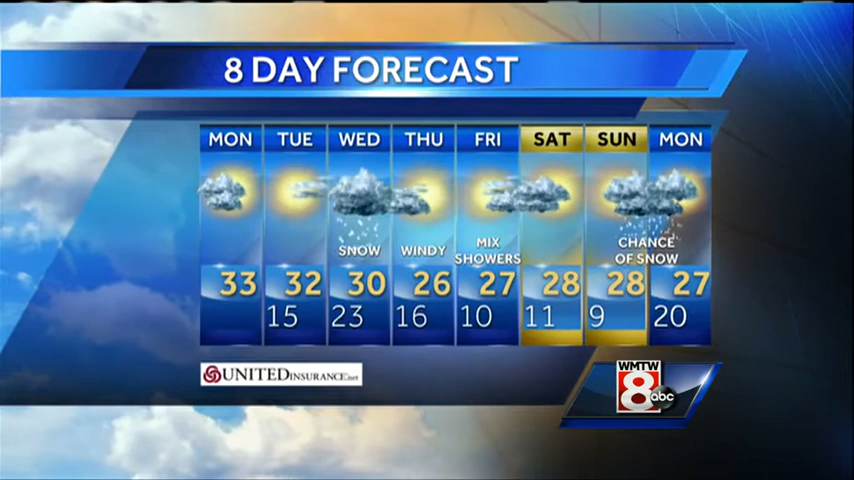 8 DAY FORECAST
MON TUE WED THU FRI SAT SUN MON
SNOW WINDY MIX SHOWERS CHANCE OF SNOW
33 32 30 26 27 28 28 27
15 23 16 10 11 9 20
UNITEDINSURANCE.net
WMTW
8 abc